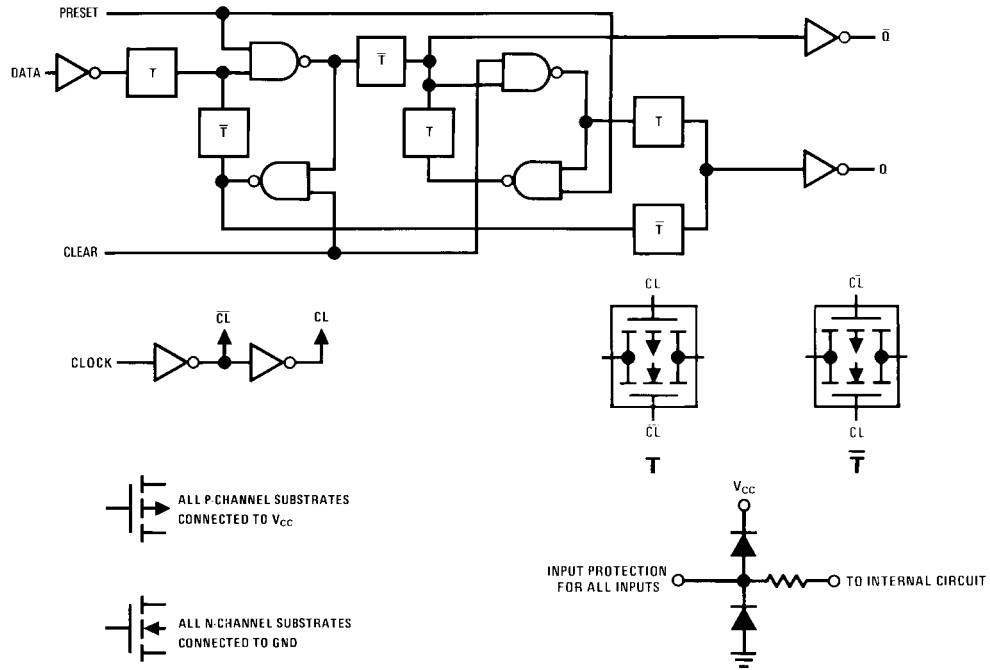 PRESET
Q̅
T̅
DATA
T
T̅
T
T
Q
T̅
CLEAR
CL
C̅L̅
C̅L̅
CL
CLOCK
C̅L̅
CL
T
T̅
VCC
ALL P-CHANNEL SUBSTRATES
CONNECTED TO VCC
INPUT PROTECTION
FOR ALL INPUTS
TO INTERNAL CIRCUIT
ALL N-CHANNEL SUBSTRATES
CONNECTED TO GND